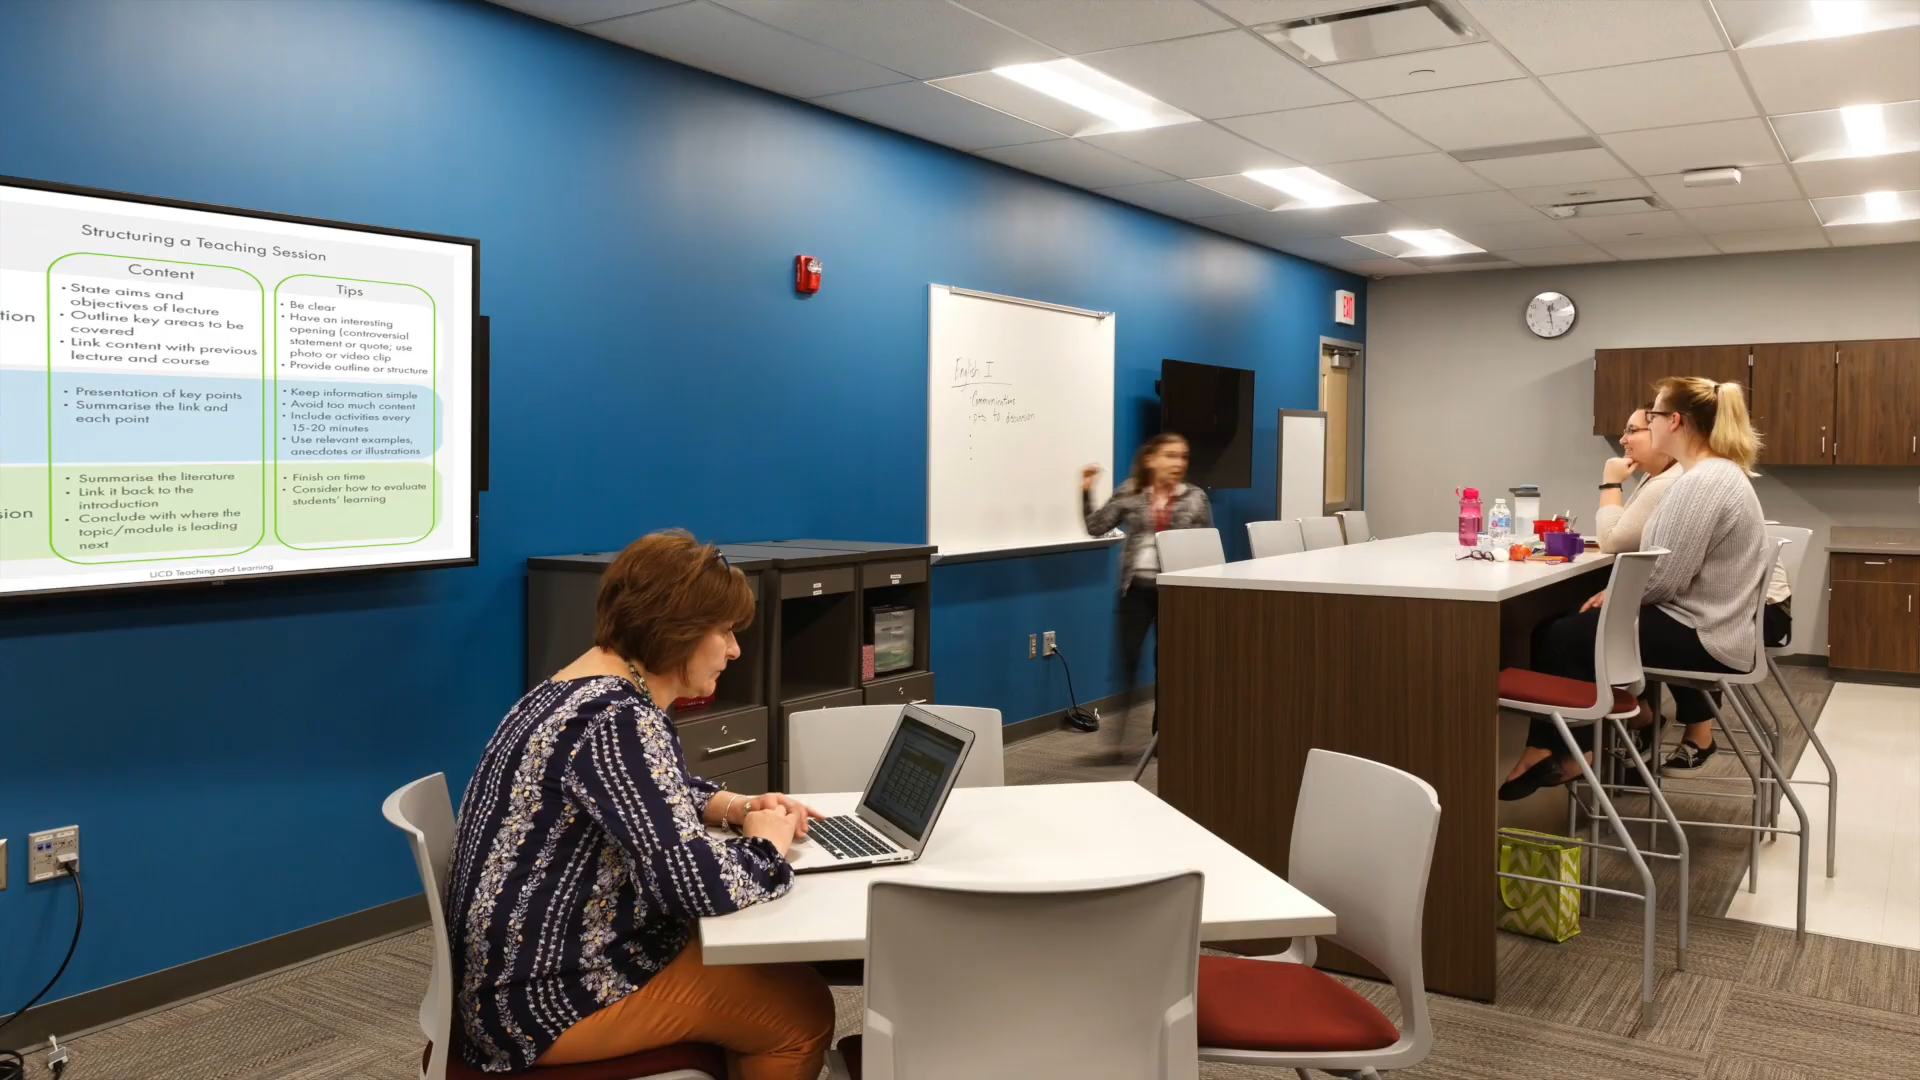 Structuring a Teaching Session
Content
• State aims and
objectives of lecture
• Outline key areas to be
covered
• Link content with previous
lecture and course
Tips
• Be clear
• Have an interesting
opening (controversial
statement or quote; use
photo or video clip
• Provide outline or structure
tion
• Presentation of key points
• Summarise the link and
each point
• Keep information simple
• Avoid too much content
• Include activities every
15-20 minutes
• Use relevant examples,
anecdotes or illustrations
sion
• Summarise the literature
• Link it back to the
introduction
• Conclude with where the
topic/module is leading
next
• Finish on time
• Consider how to evaluate
students' learning
UCD Teaching and Learning
English I
Communication
• pts to discussion
EXIT